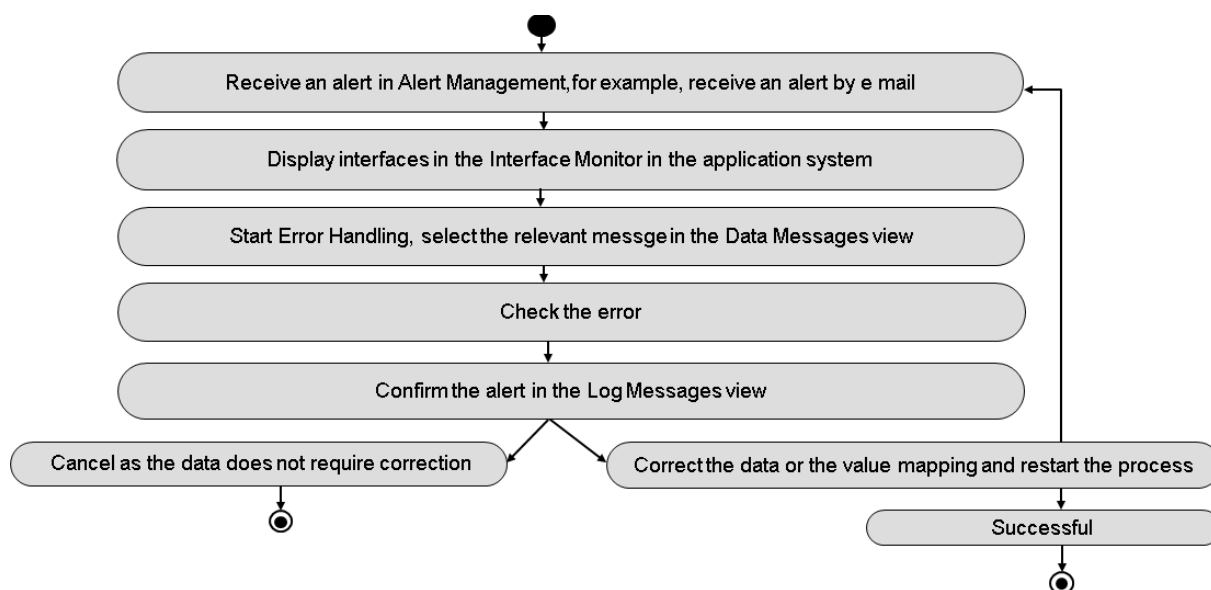 Receive an alert in Alert Management,for example, receive an alert by e mail
Display interfaces in the Interface Monitor in the application system
Start Error Handling, select the relevant messge in the Data Messages view
Check the error
Confirm the alert in the Log Messages view
Cancel as the data does not require correction
Correct the data or the value mapping and restart the process
Successful